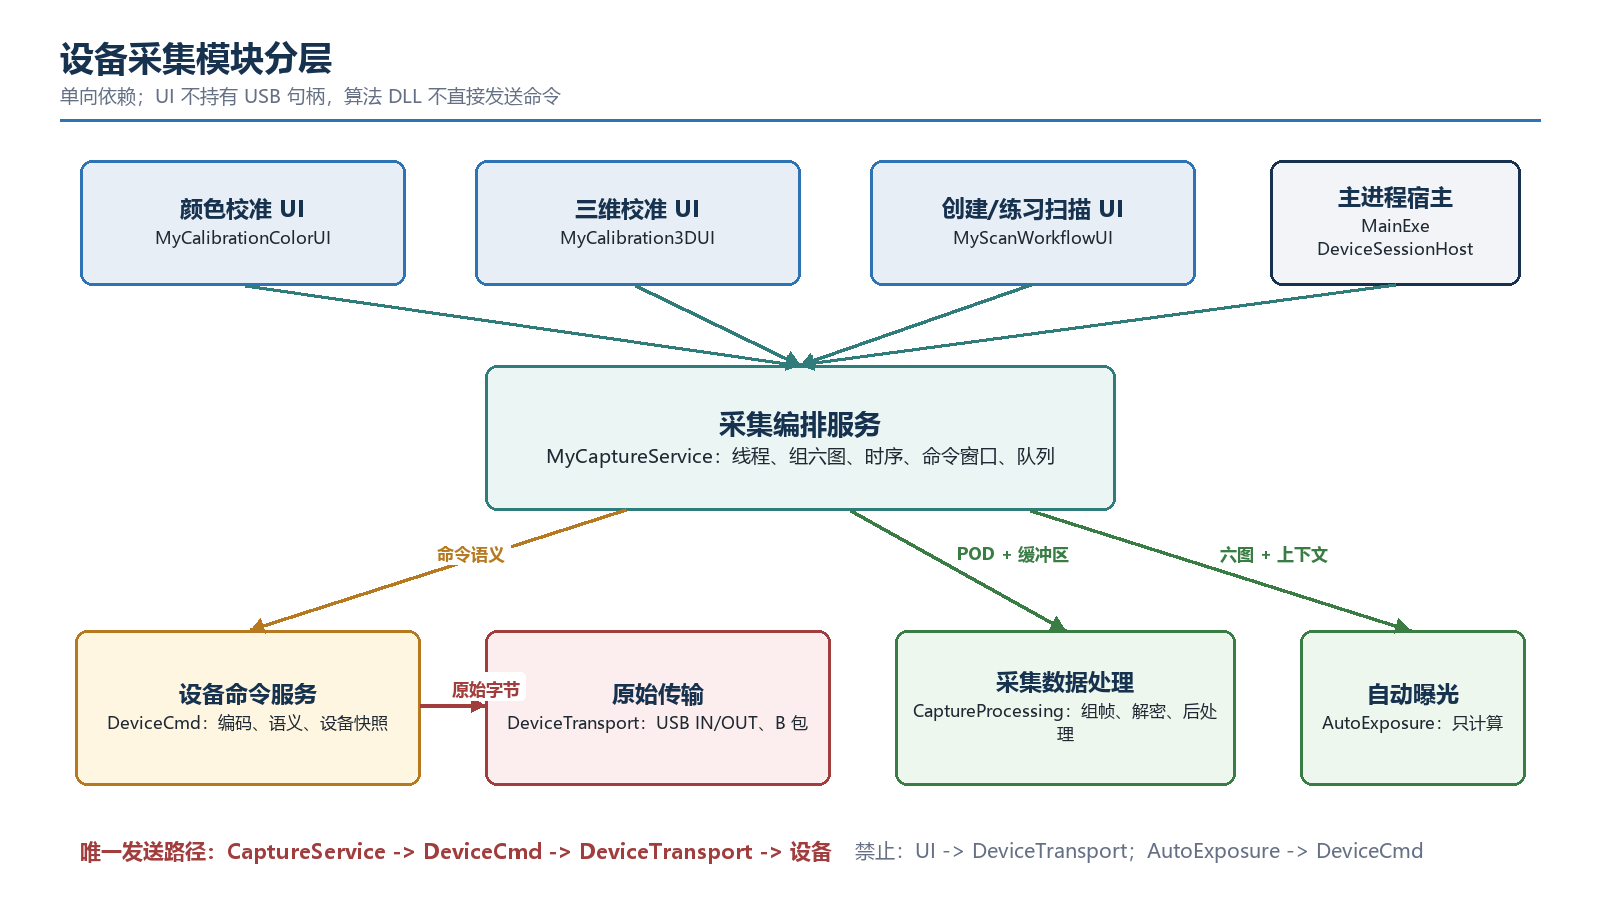 设备采集模块分层
单向依赖；UI 不持有 USB 句柄，算法 DLL 不直接发送命令
颜色校准 UI
MyCalibrationColorUI
三维校准 UI
MyCalibration3DUI
创建/练习扫描 UI
MyScanWorkflowUI
主进程宿主
MainExe
DeviceSessionHost
采集编排服务
MyCaptureService：线程、组六图、时序、命令窗口、队列
命令语义
POD + 缓冲区
六图 + 上下文
设备命令服务
DeviceCmd：编码、语义、设备快照
原始字节
原始传输
DeviceTransport：USB IN/OUT、B 包
采集数据处理
CaptureProcessing：组帧、解密、后处
理
自动曝光
AutoExposure：只计算
唯一发送路径：CaptureService -> DeviceCmd -> DeviceTransport -> 设备
禁止：UI -> DeviceTransport；AutoExposure -> DeviceCmd